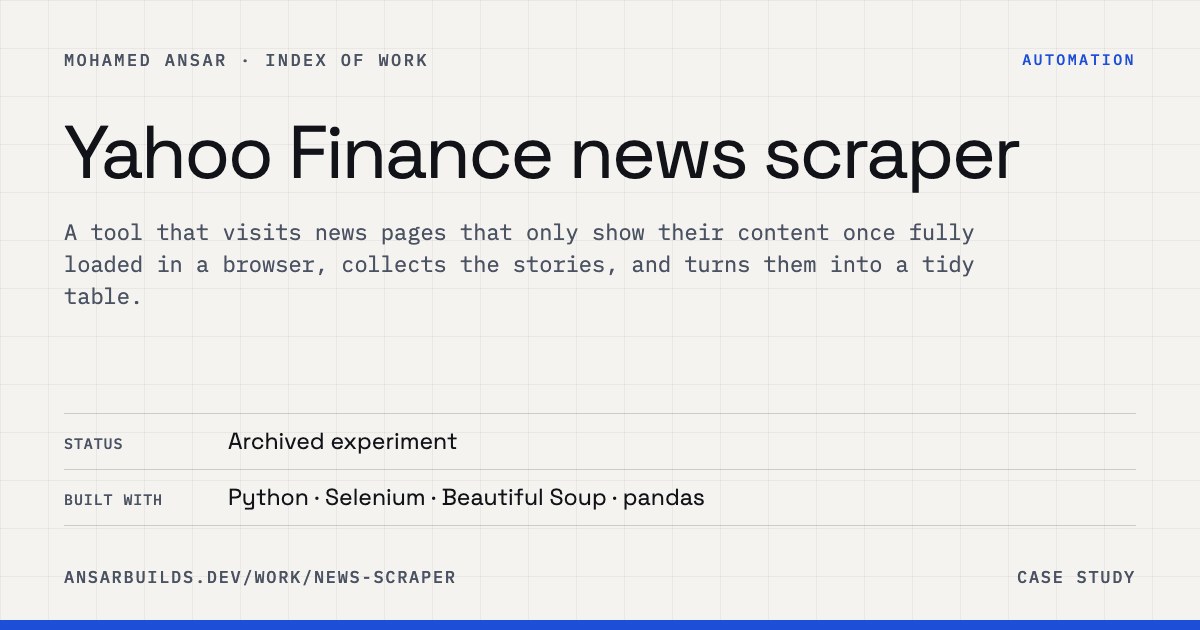 MOHAMED ANSAR · INDEX OF WORK
AUTOMATION
Yahoo Finance news scraper
A tool that visits news pages that only show their content once fully
loaded in a browser, collects the stories, and turns them into a tidy
table.
STATUS
Archived experiment
BUILT WITH
Python · Selenium · Beautiful Soup · pandas
ANSARBUILDS.DEV/WORK/NEWS-SCRAPER
CASE STUDY